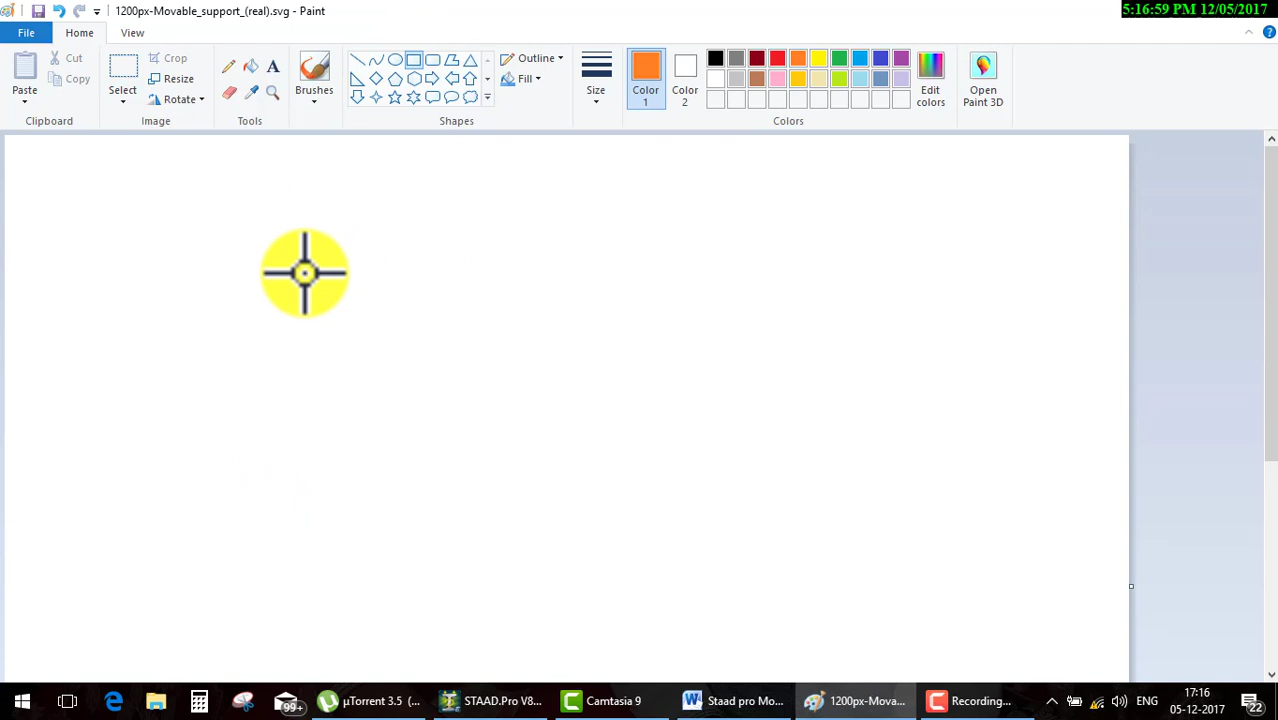 1200px-Movable_support_(real).svg - Paint
5:16:59 PM 12/05/2017
File
Home
View
Paste
Cut
Copy
Clipboard
Select
Crop
Resize
Rotate
Image
A
Tools
Brushes
Outline
Fill
Shapes
Size
Color 1
Color 2
Edit colors
Colors
Open Paint 3D
99+
µTorrent 3.5 (...
STAAD.Pro V8...
Camtasia 9
Staad pro Mo...
1200px-Mova...
Recording...
ENG
17:16
05-12-2017
22